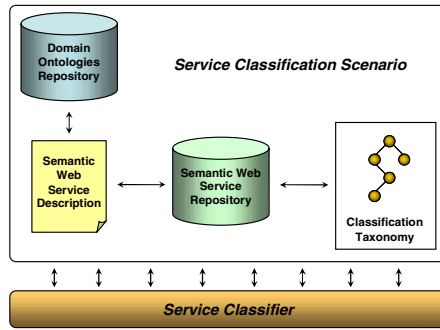 Domain
Ontologies
Repository
Service Classification Scenario
Semantic
Web
Service
Description
Semantic Web
Service
Repository
Classification
Taxonomy
Service Classifier